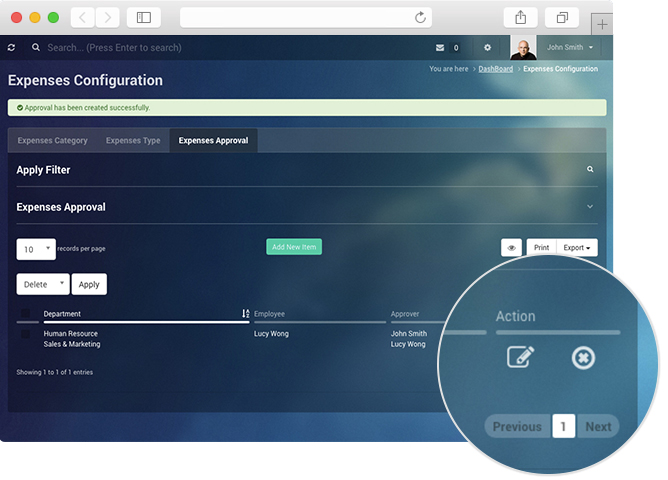 Search... (Press Enter to search)
0
John Smith
Expenses Configuration
You are here > DashBoard > Expenses Configuration
Approval has been created successfully.
Expenses Category
Expenses Type
Expenses Approval
Apply Filter
Expenses Approval
10
records per page
Add New Item
Print
Export
Delete
Apply
Department
Employee
Approver
Action
Human Resource
Lucy Wong
John Smith
Sales & Marketing
Lucy Wong
Showing 1 to 1 of 1 entries
Previous
1
Next